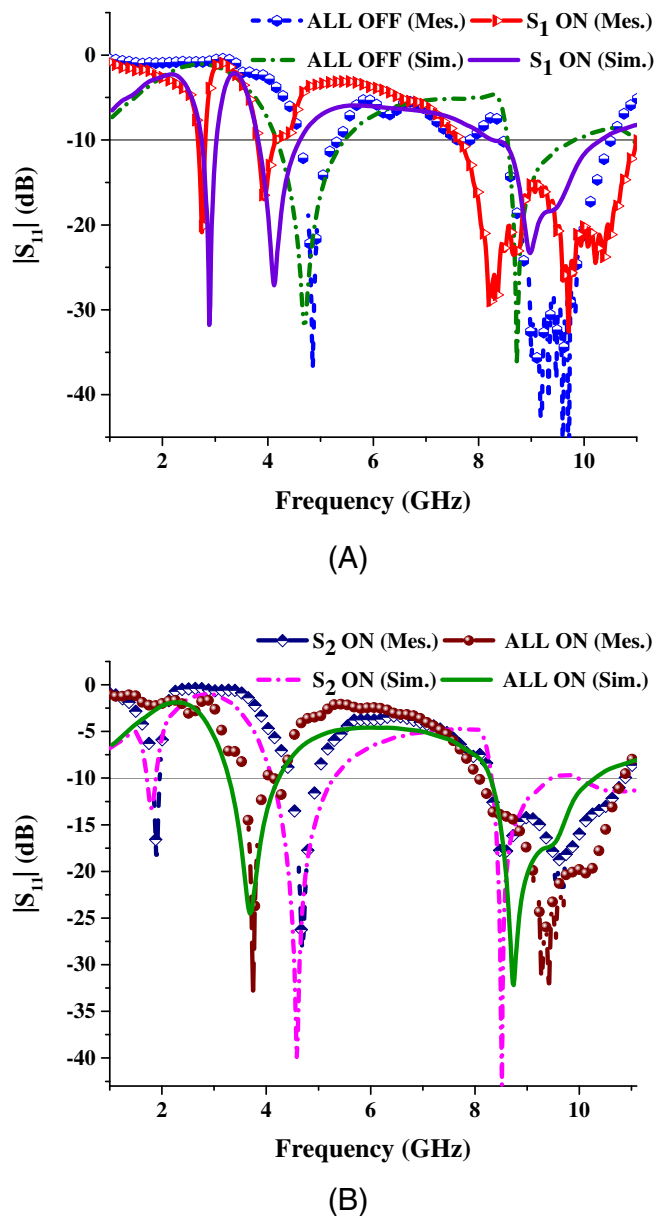 ALL OFF (Mes.) S1 ON (Mes.)
ALL OFF (Sim.) S1 ON (Sim.)
0
-10
-20
-30
-40
|S11| (dB)
2 4 6 8 10
Frequency (GHz)
(A)
S2 ON (Mes.) ALL ON (Mes.)
S2 ON (Sim.) ALL ON (Sim.)
0
-5
-10
-15
-20
-25
-30
-35
-40
|S11| (dB)
2 4 6 8 10
Frequency (GHz)
(B)